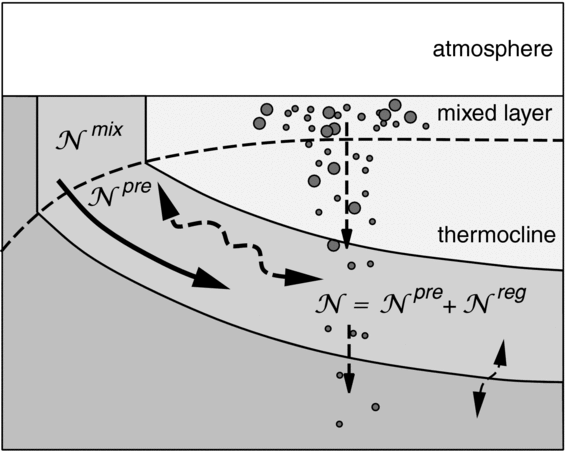 atmosphere
mixed layer
𝒩 mix
𝒩 pre
thermocline
𝒩 = 𝒩 pre + 𝒩 reg